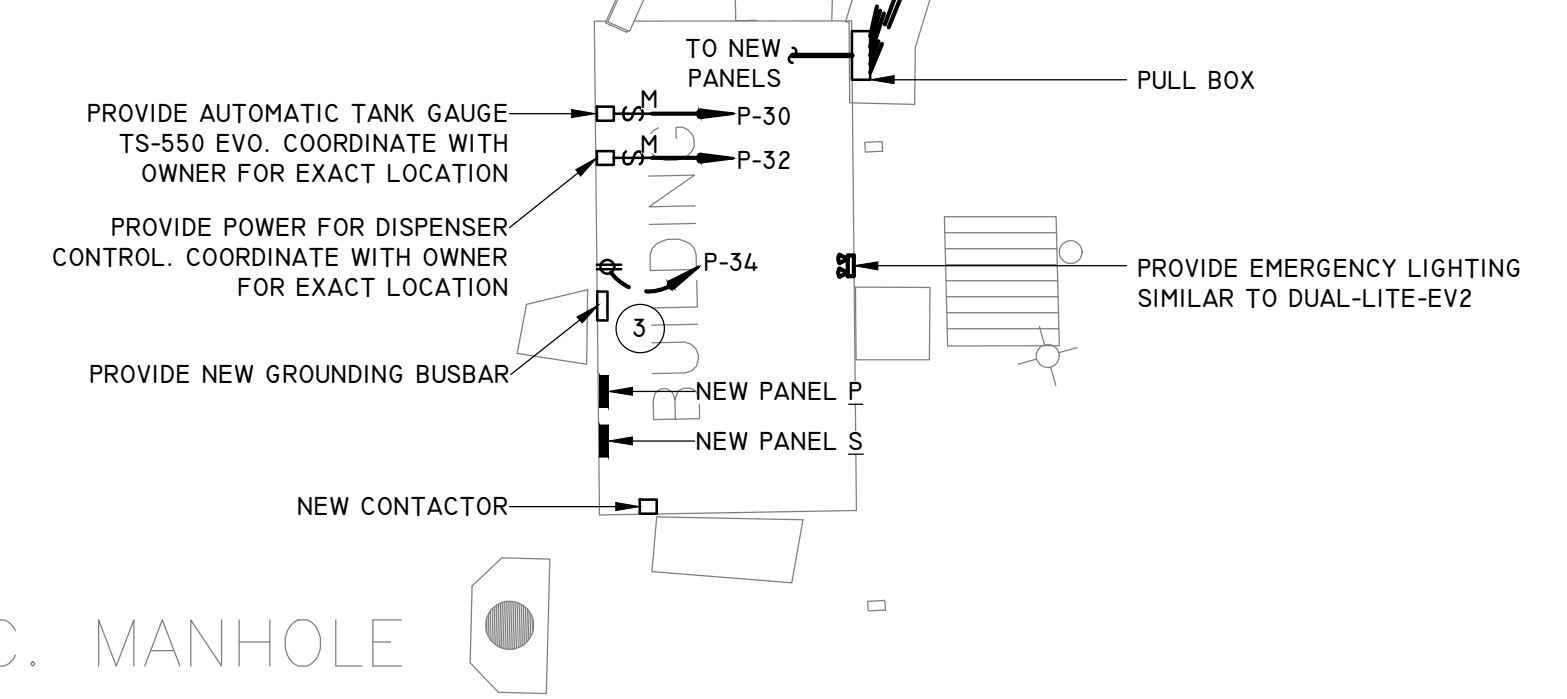 TO NEW
PANELS
PULL BOX
PROVIDE AUTOMATIC TANK GAUGE
TS-550 EVO. COORDINATE WITH
OWNER FOR EXACT LOCATION
M
P-30
M
P-32
PROVIDE POWER FOR DISPENSER
CONTROL. COORDINATE WITH OWNER
FOR EXACT LOCATION
P-34
PROVIDE EMERGENCY LIGHTING
SIMILAR TO DUAL-LITE-EV2
BUILDING
3
PROVIDE NEW GROUNDING BUSBAR
NEW PANEL P
NEW PANEL S
NEW CONTACTOR
C. MANHOLE